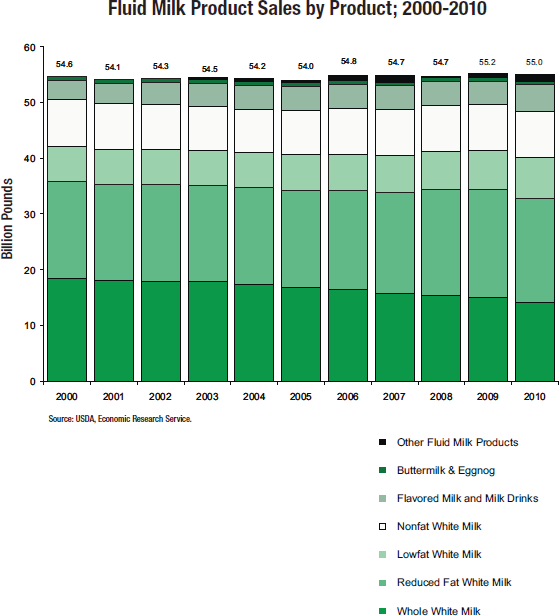 Fluid Milk Product Sales by Product; 2000-2010
Billion Pounds
60
50
40
30
20
10
0
54.6 54.1 54.3 54.5 54.2 54.0 54.8 54.7 54.7 55.2 55.0
2000 2001 2002 2003 2004 2005 2006 2007 2008 2009 2010
Source: USDA, Economic Research Service.
Other Fluid Milk Products
Buttermilk & Eggnog
Flavored Milk and Milk Drinks
Nonfat White Milk
Lowfat White Milk
Reduced Fat White Milk
Whole White Milk